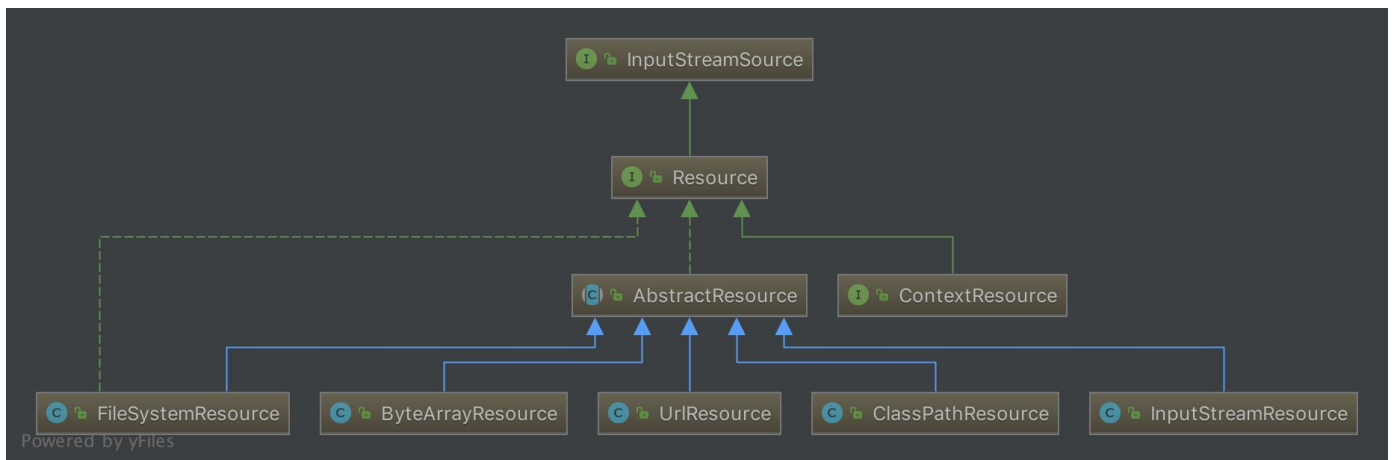 I InputStreamSource
I Resource
C AbstractResource
I ContextResource
C FileSystemResource
C ByteArrayResource
C UrlResource
C ClassPathResource
C InputStreamResource
Powered by yFiles